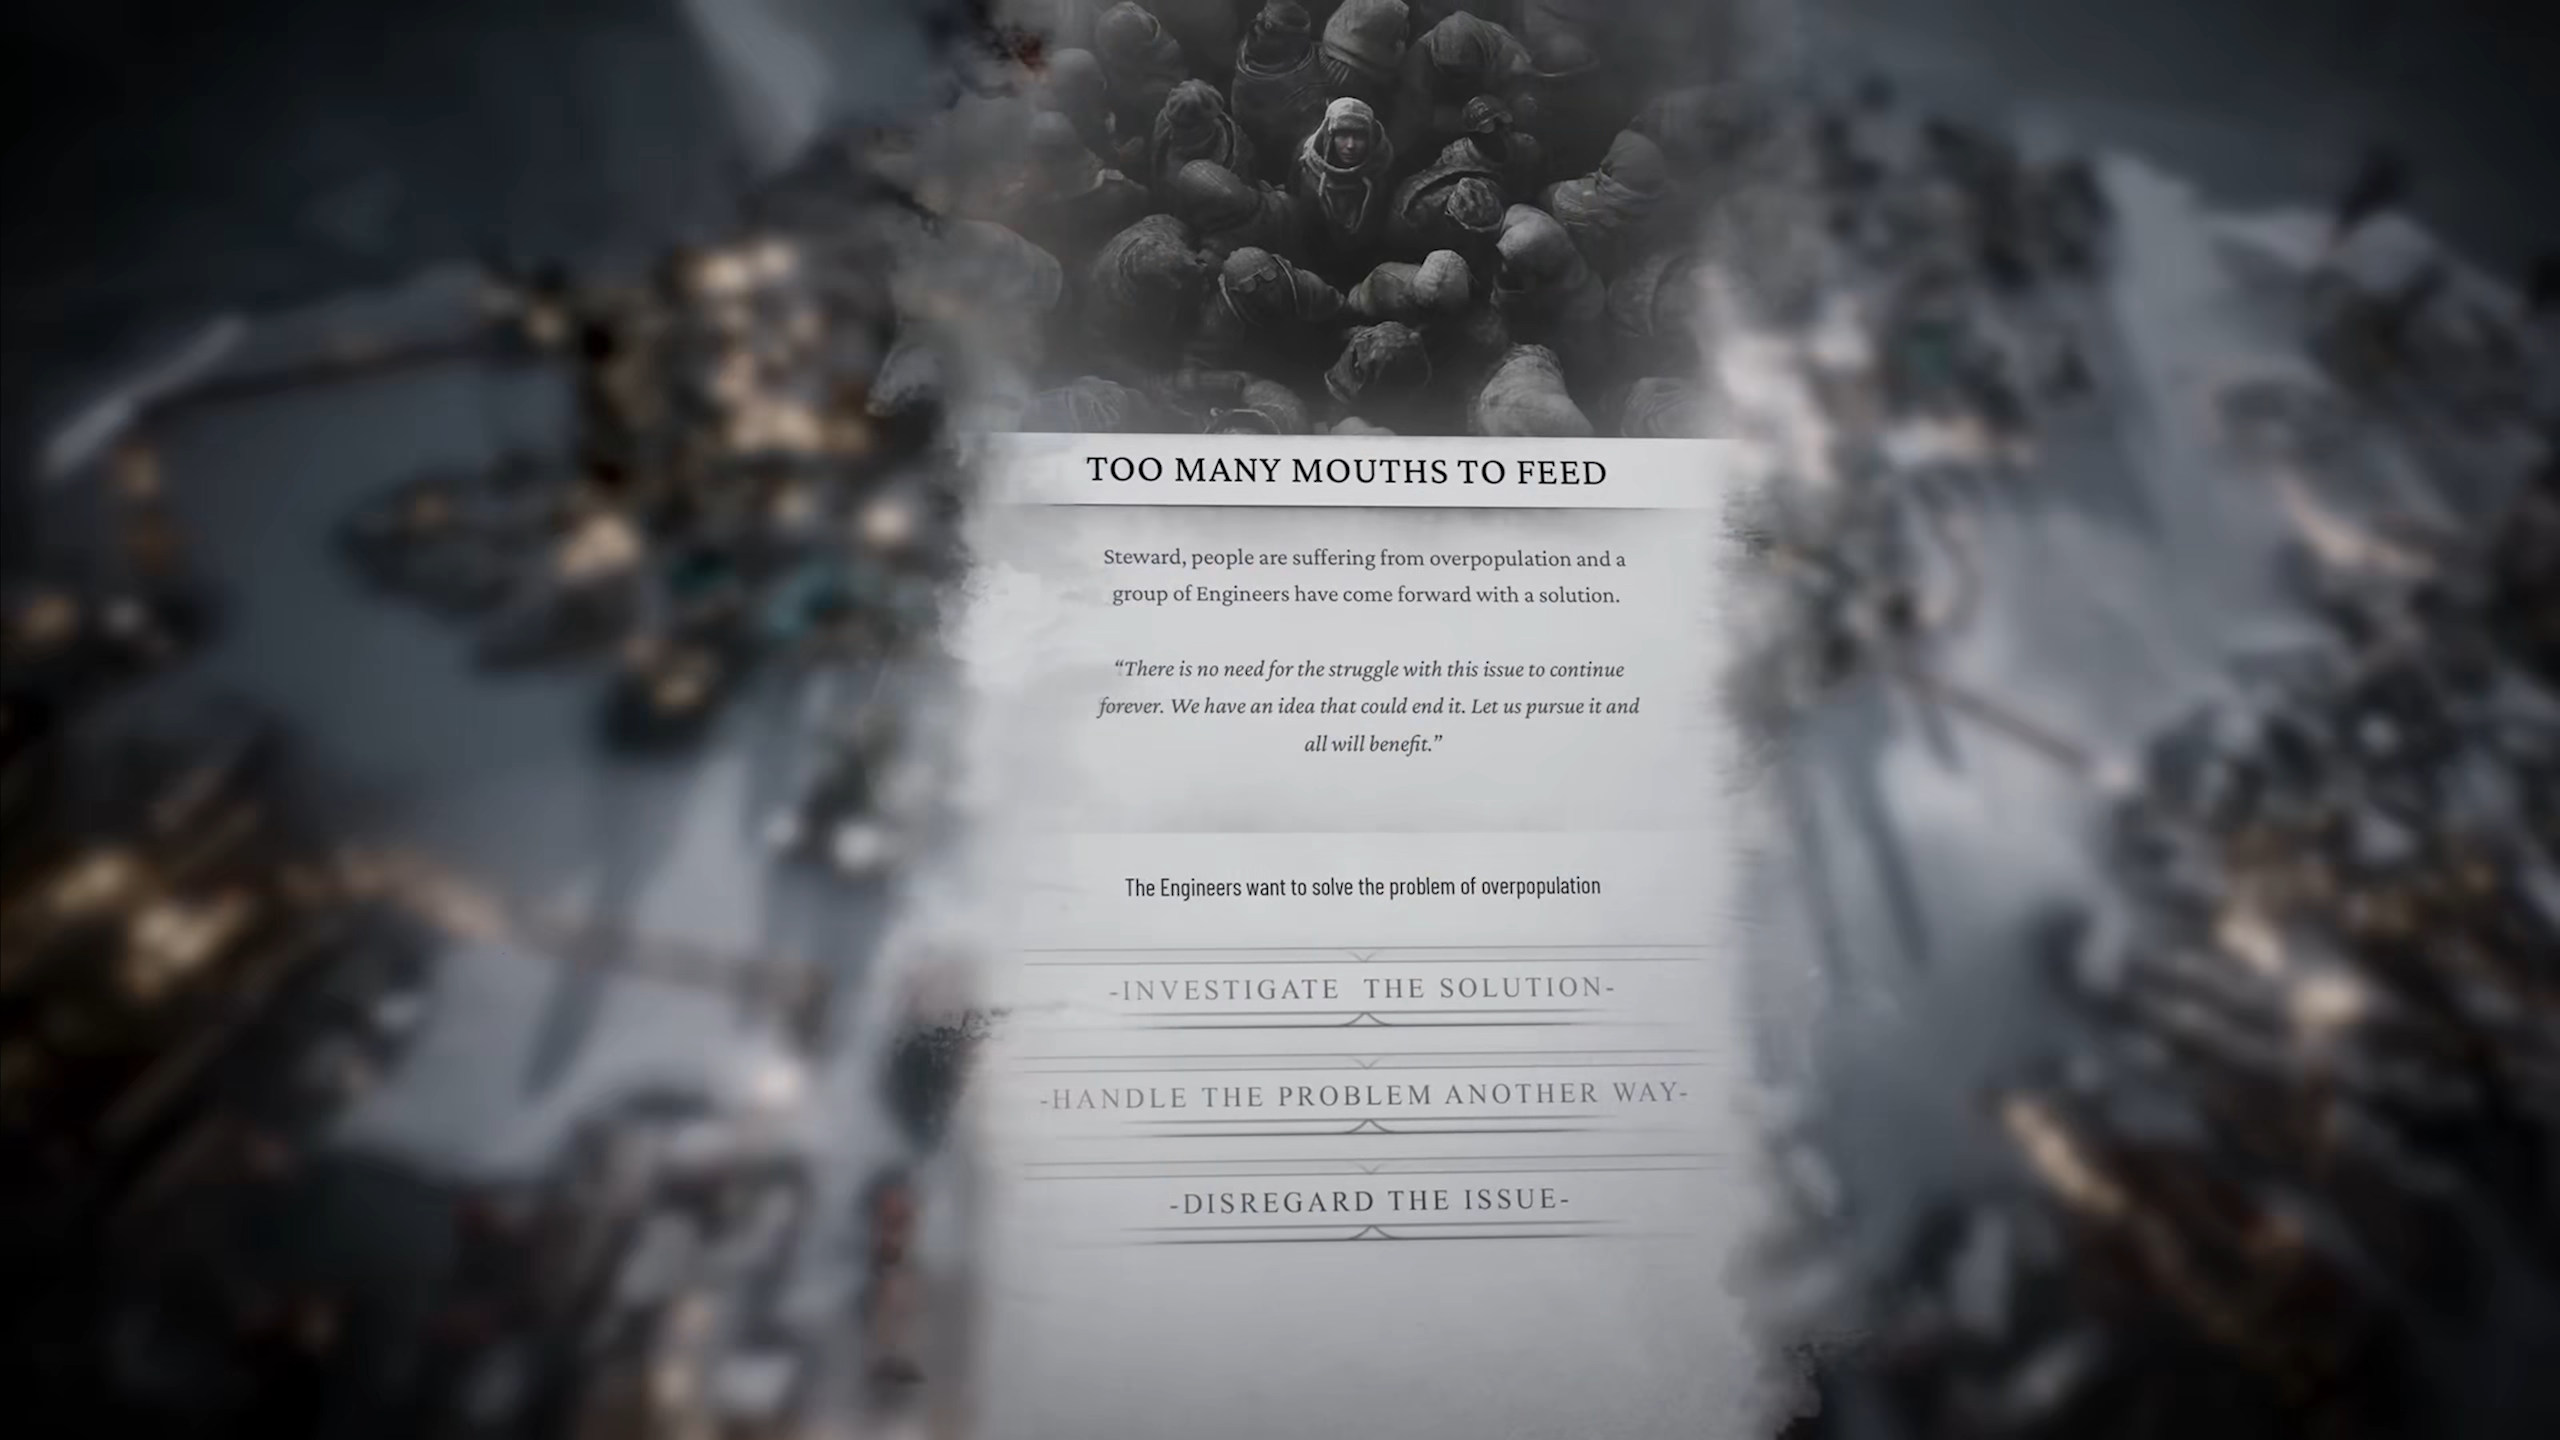 TOO MANY MOUTHS TO FEED
Steward, people are suffering from overpopulation and a
group of Engineers have come forward with a solution.
“There is no need for the struggle with this issue to continue
forever. We have an idea that could end it. Let us pursue it and
all will benefit.”
The Engineers want to solve the problem of overpopulation
-INVESTIGATE THE SOLUTION-
-HANDLE THE PROBLEM ANOTHER WAY-
-DISREGARD THE ISSUE-